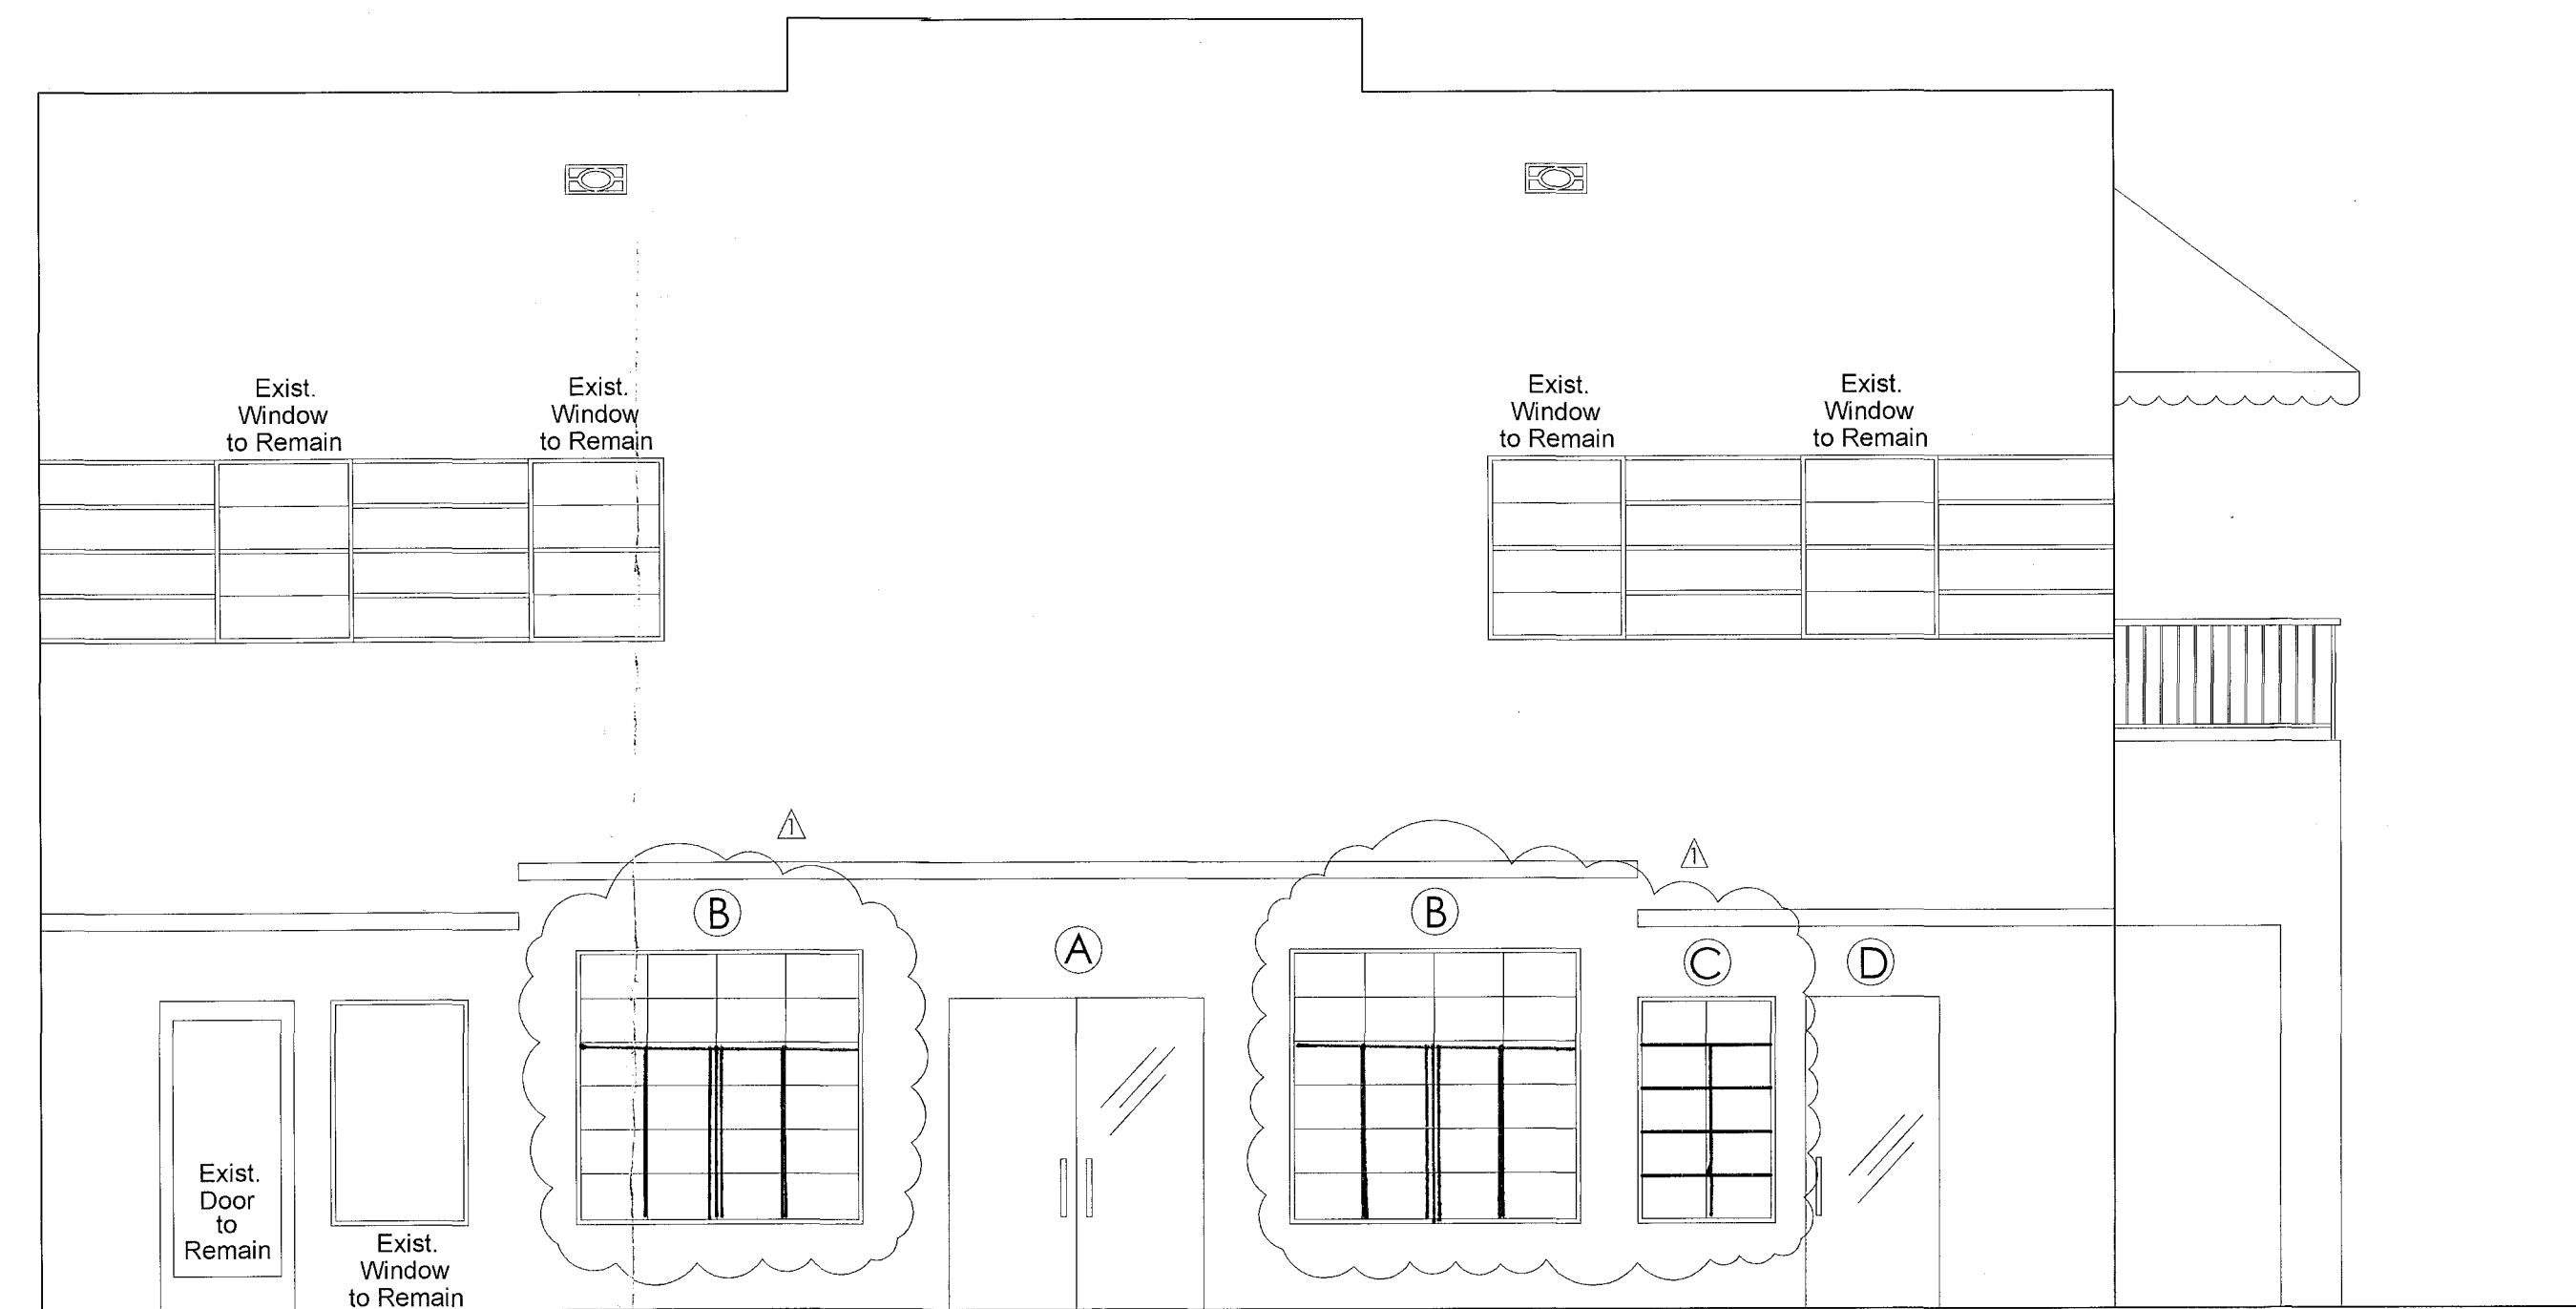 Exist.
Window
to Remain
Exist.
Window
to Remain
Exist.
Window
to Remain
Exist.
Window
to Remain
1
1
B
A
B
C
D
Exist.
Door
to
Remain
Exist.
Window
to Remain